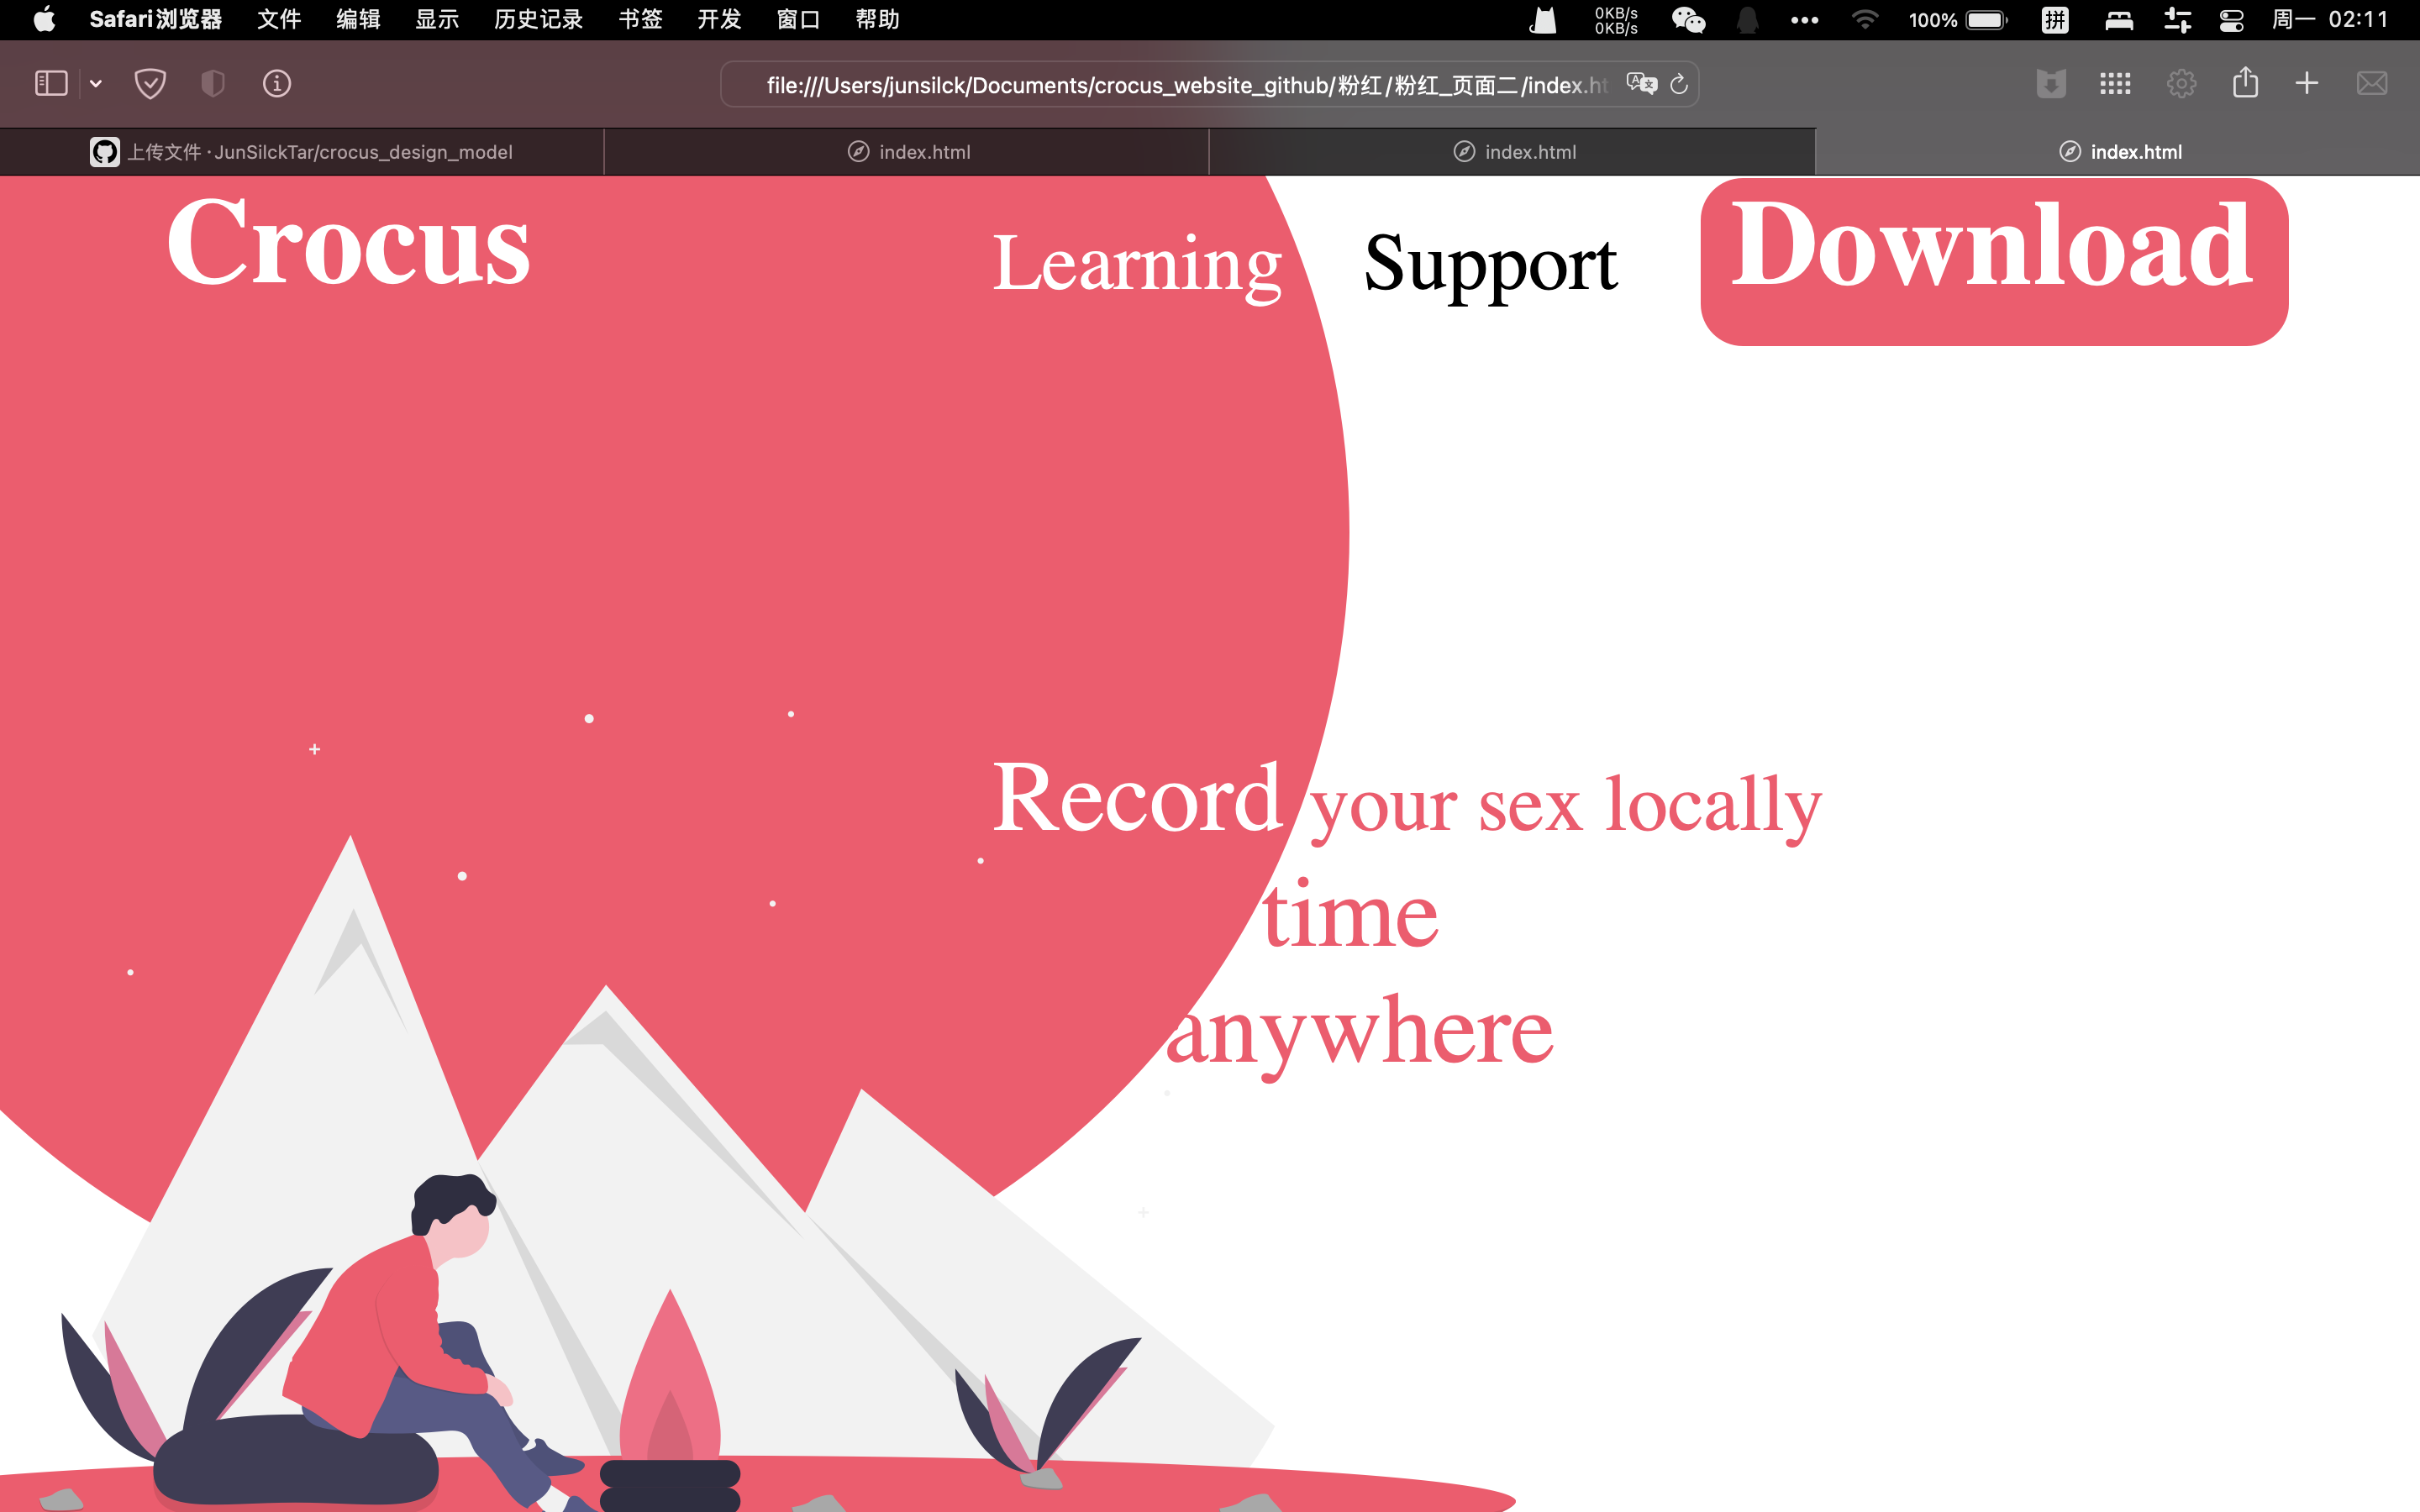 Safari浏览器 文件 编辑 显示 历史记录 书签 开发 窗口 帮助 0KB/s 0KB/s 100% 拼 周一 02:11
file:///Users/junsilck/Documents/crocus_website_github/粉红/粉红_页面二/index.ht
上传文件 · JunSilckTar/crocus_design_model index.html index.html index.html
Crocus Learning Support Download
Record your sex locally
time
anywhere